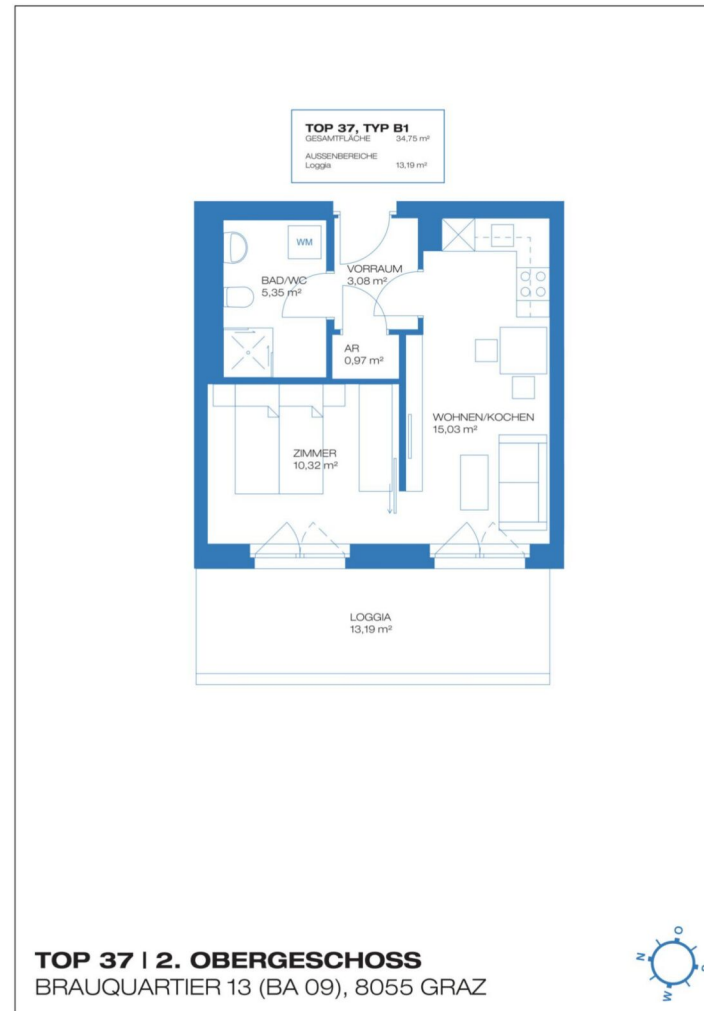 TOP 37, TYP B1
GESAMTFLÄCHE 34,75 m²
AUSSENBEREICHE
Loggia 13,19 m²
WM
BAD/WC
5,35 m²
VORRAUM
3,08 m²
AR
0,97 m²
WOHNEN/KOCHEN
15,03 m²
ZIMMER
10,32 m²
LOGGIA
13,19 m²
TOP 37 | 2. OBERGESCHOSS
BRAUQUARTIER 13 (BA 09), 8055 GRAZ
N
O
S
W